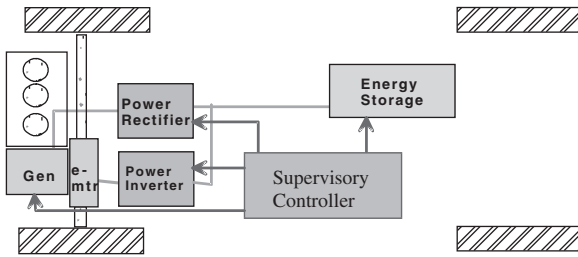 Power
Rectifier
Energy
Storage
Gen
e-
mtr
Power
Inverter
Supervisory
Controller